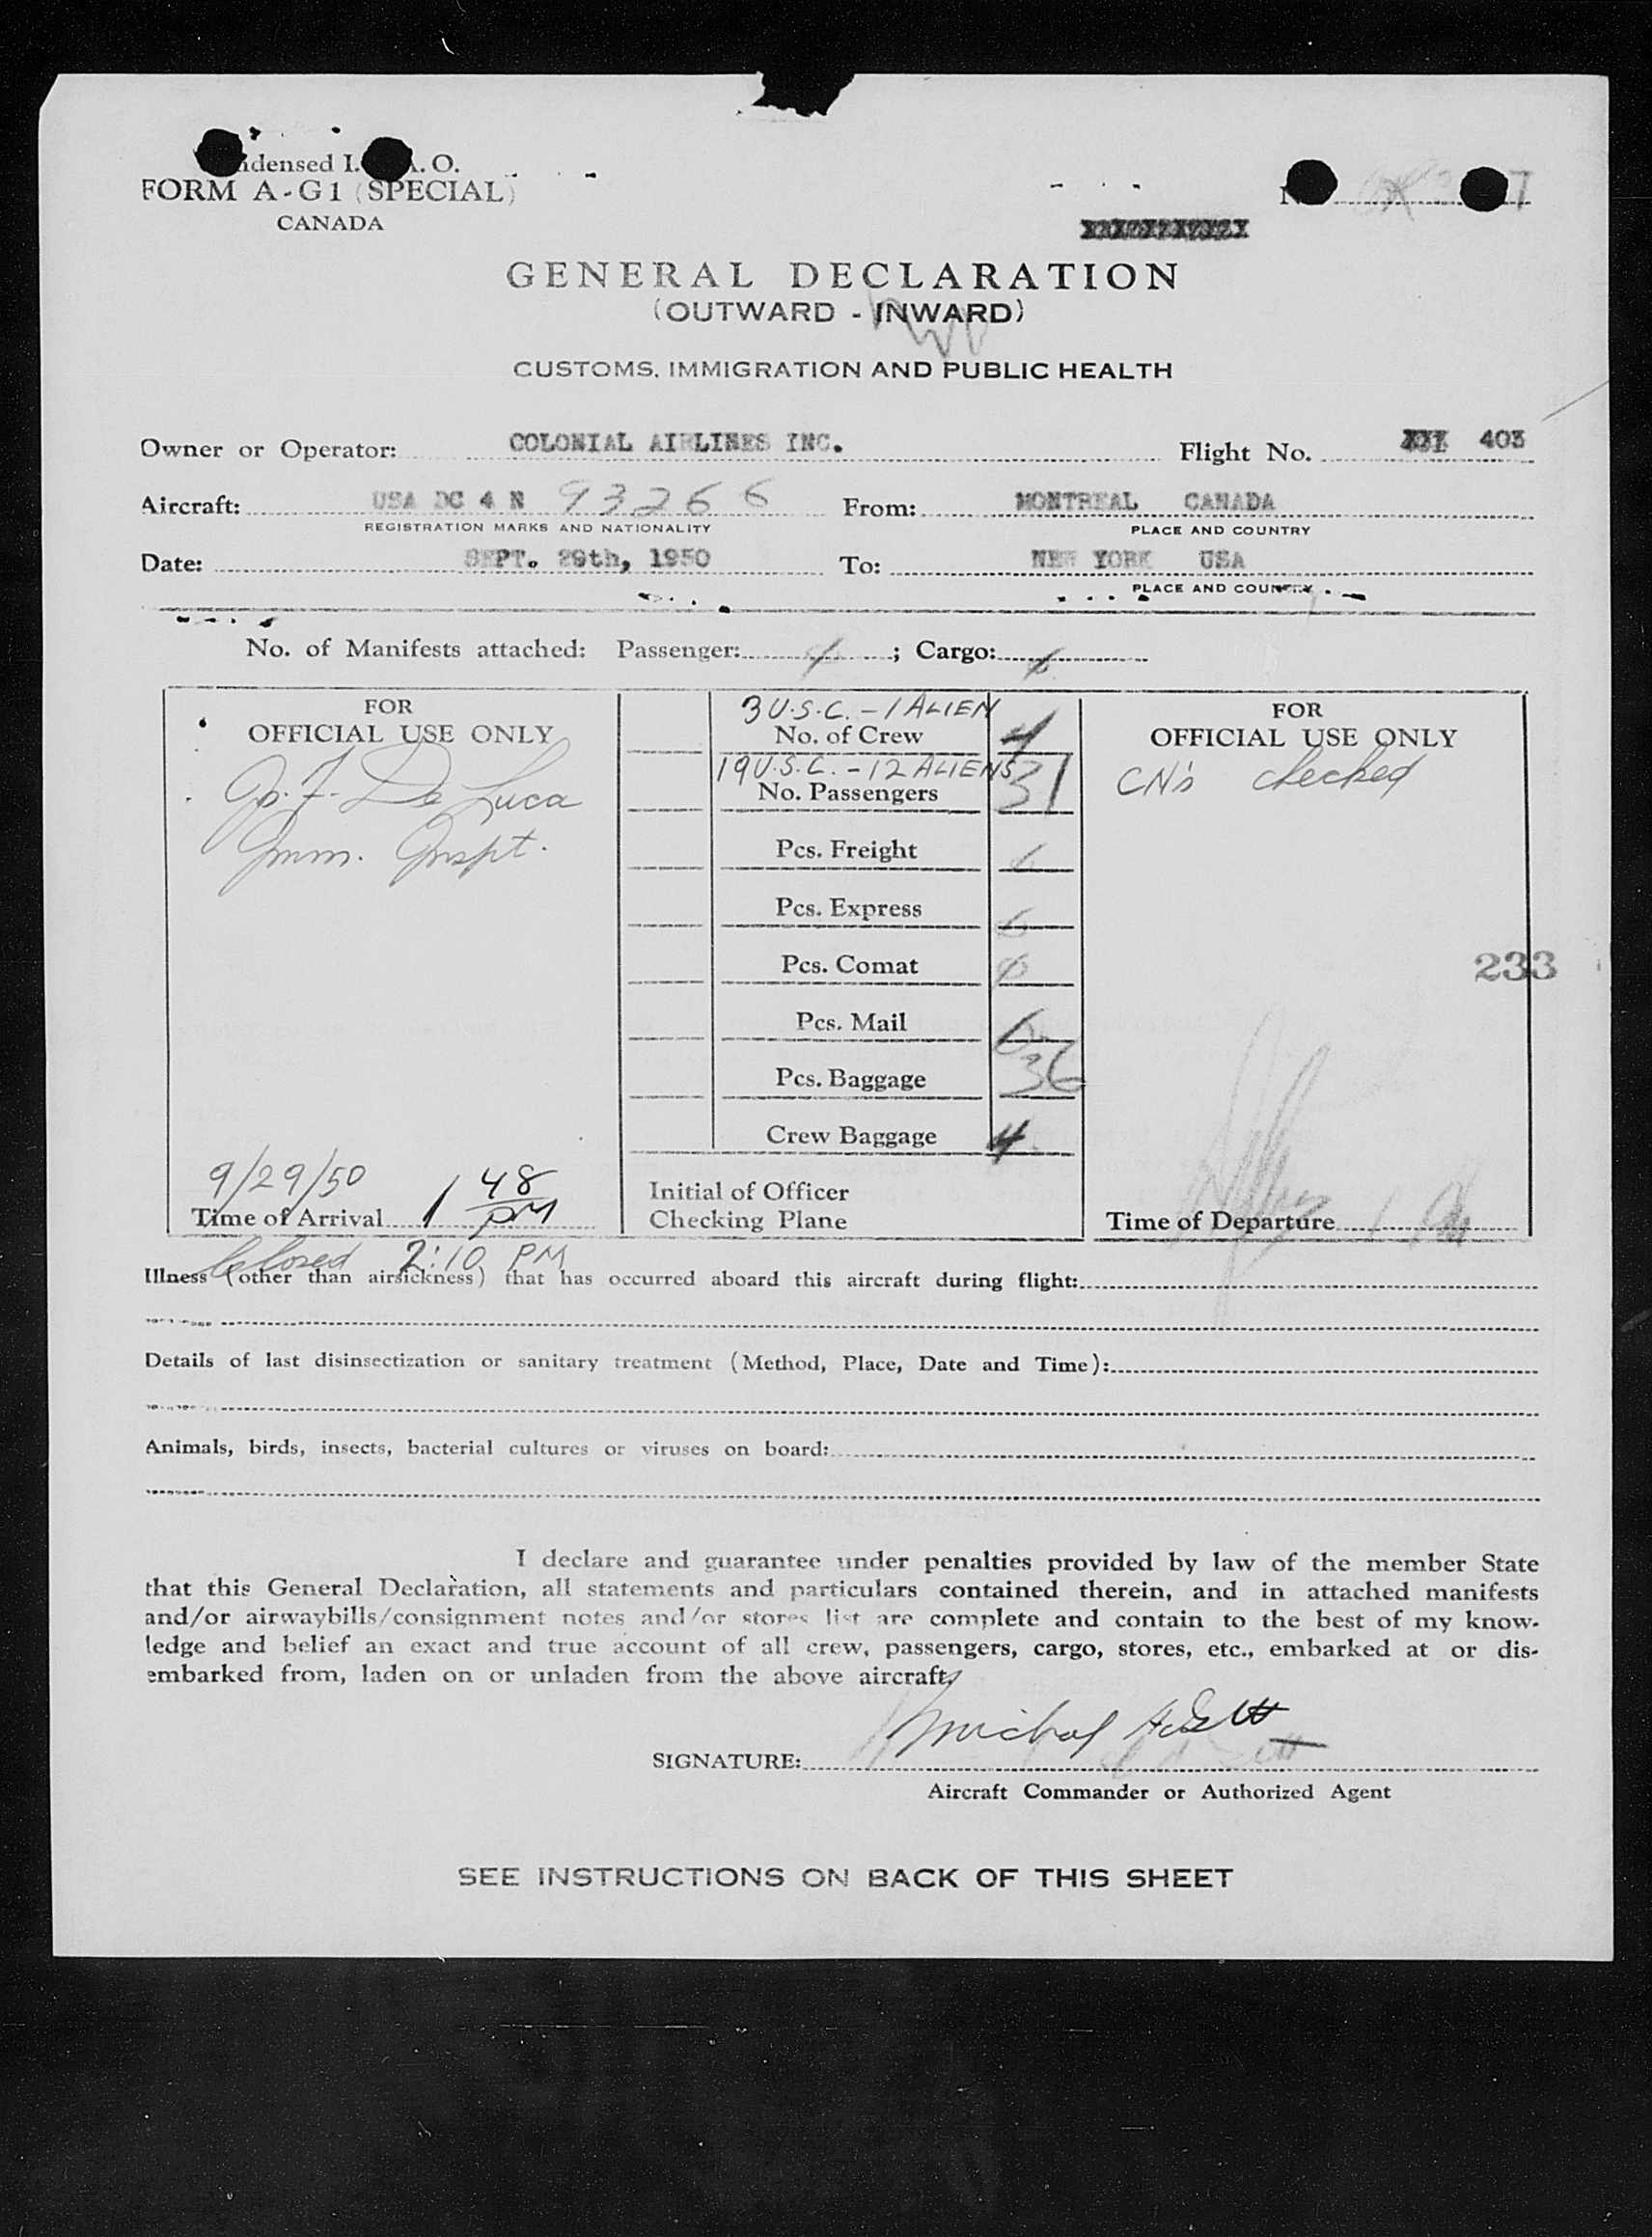 FORM A-G1 (SPECIAL)
CANADA
GENERAL DECLARATION
(OUTWARD - INWARD)
CUSTOMS, IMMIGRATION AND PUBLIC HEALTH
Owner or Operator: COLONIAL AIRLINES INC. Flight No. 403
Aircraft: USA DC 4 N 93266 From: MONTREAL CANADA
REGISTRATION MARKS AND NATIONALITY PLACE AND COUNTRY
Date: SEPT. 29th, 1950 To: NEW YORK USA
PLACE AND COUNTRY
No. of Manifests attached: Passenger: ; Cargo:
FOR
OFFICIAL USE ONLY
De Luca
Imm. Inspt.
9/29/50
Time of Arrival 1 48 PM
Closed 2:10 PM
3 U.S.C. - 1 ALIEN
No. of Crew 4
19 U.S.C. - 12 ALIENS
No. Passengers 31
Pcs. Freight
Pcs. Express
Pcs. Comat
Pcs. Mail
Pcs. Baggage 36
Crew Baggage 4
Initial of Officer
Checking Plane
FOR
OFFICIAL USE ONLY
CN's checked
233
Time of Departure
Illness (other than airsickness) that has occurred aboard this aircraft during flight:
Details of last disinsectization or sanitary treatment (Method, Place, Date and Time):
Animals, birds, insects, bacterial cultures or viruses on board:
I declare and guarantee under penalties provided by law of the member State
that this General Declaration, all statements and particulars contained therein, and in attached manifests
and/or airwaybills/consignment notes and/or stores list are complete and contain to the best of my know-
ledge and belief an exact and true account of all crew, passengers, cargo, stores, etc., embarked at or dis-
embarked from, laden on or unladen from the above aircraft.
SIGNATURE:
Aircraft Commander or Authorized Agent
SEE INSTRUCTIONS ON BACK OF THIS SHEET